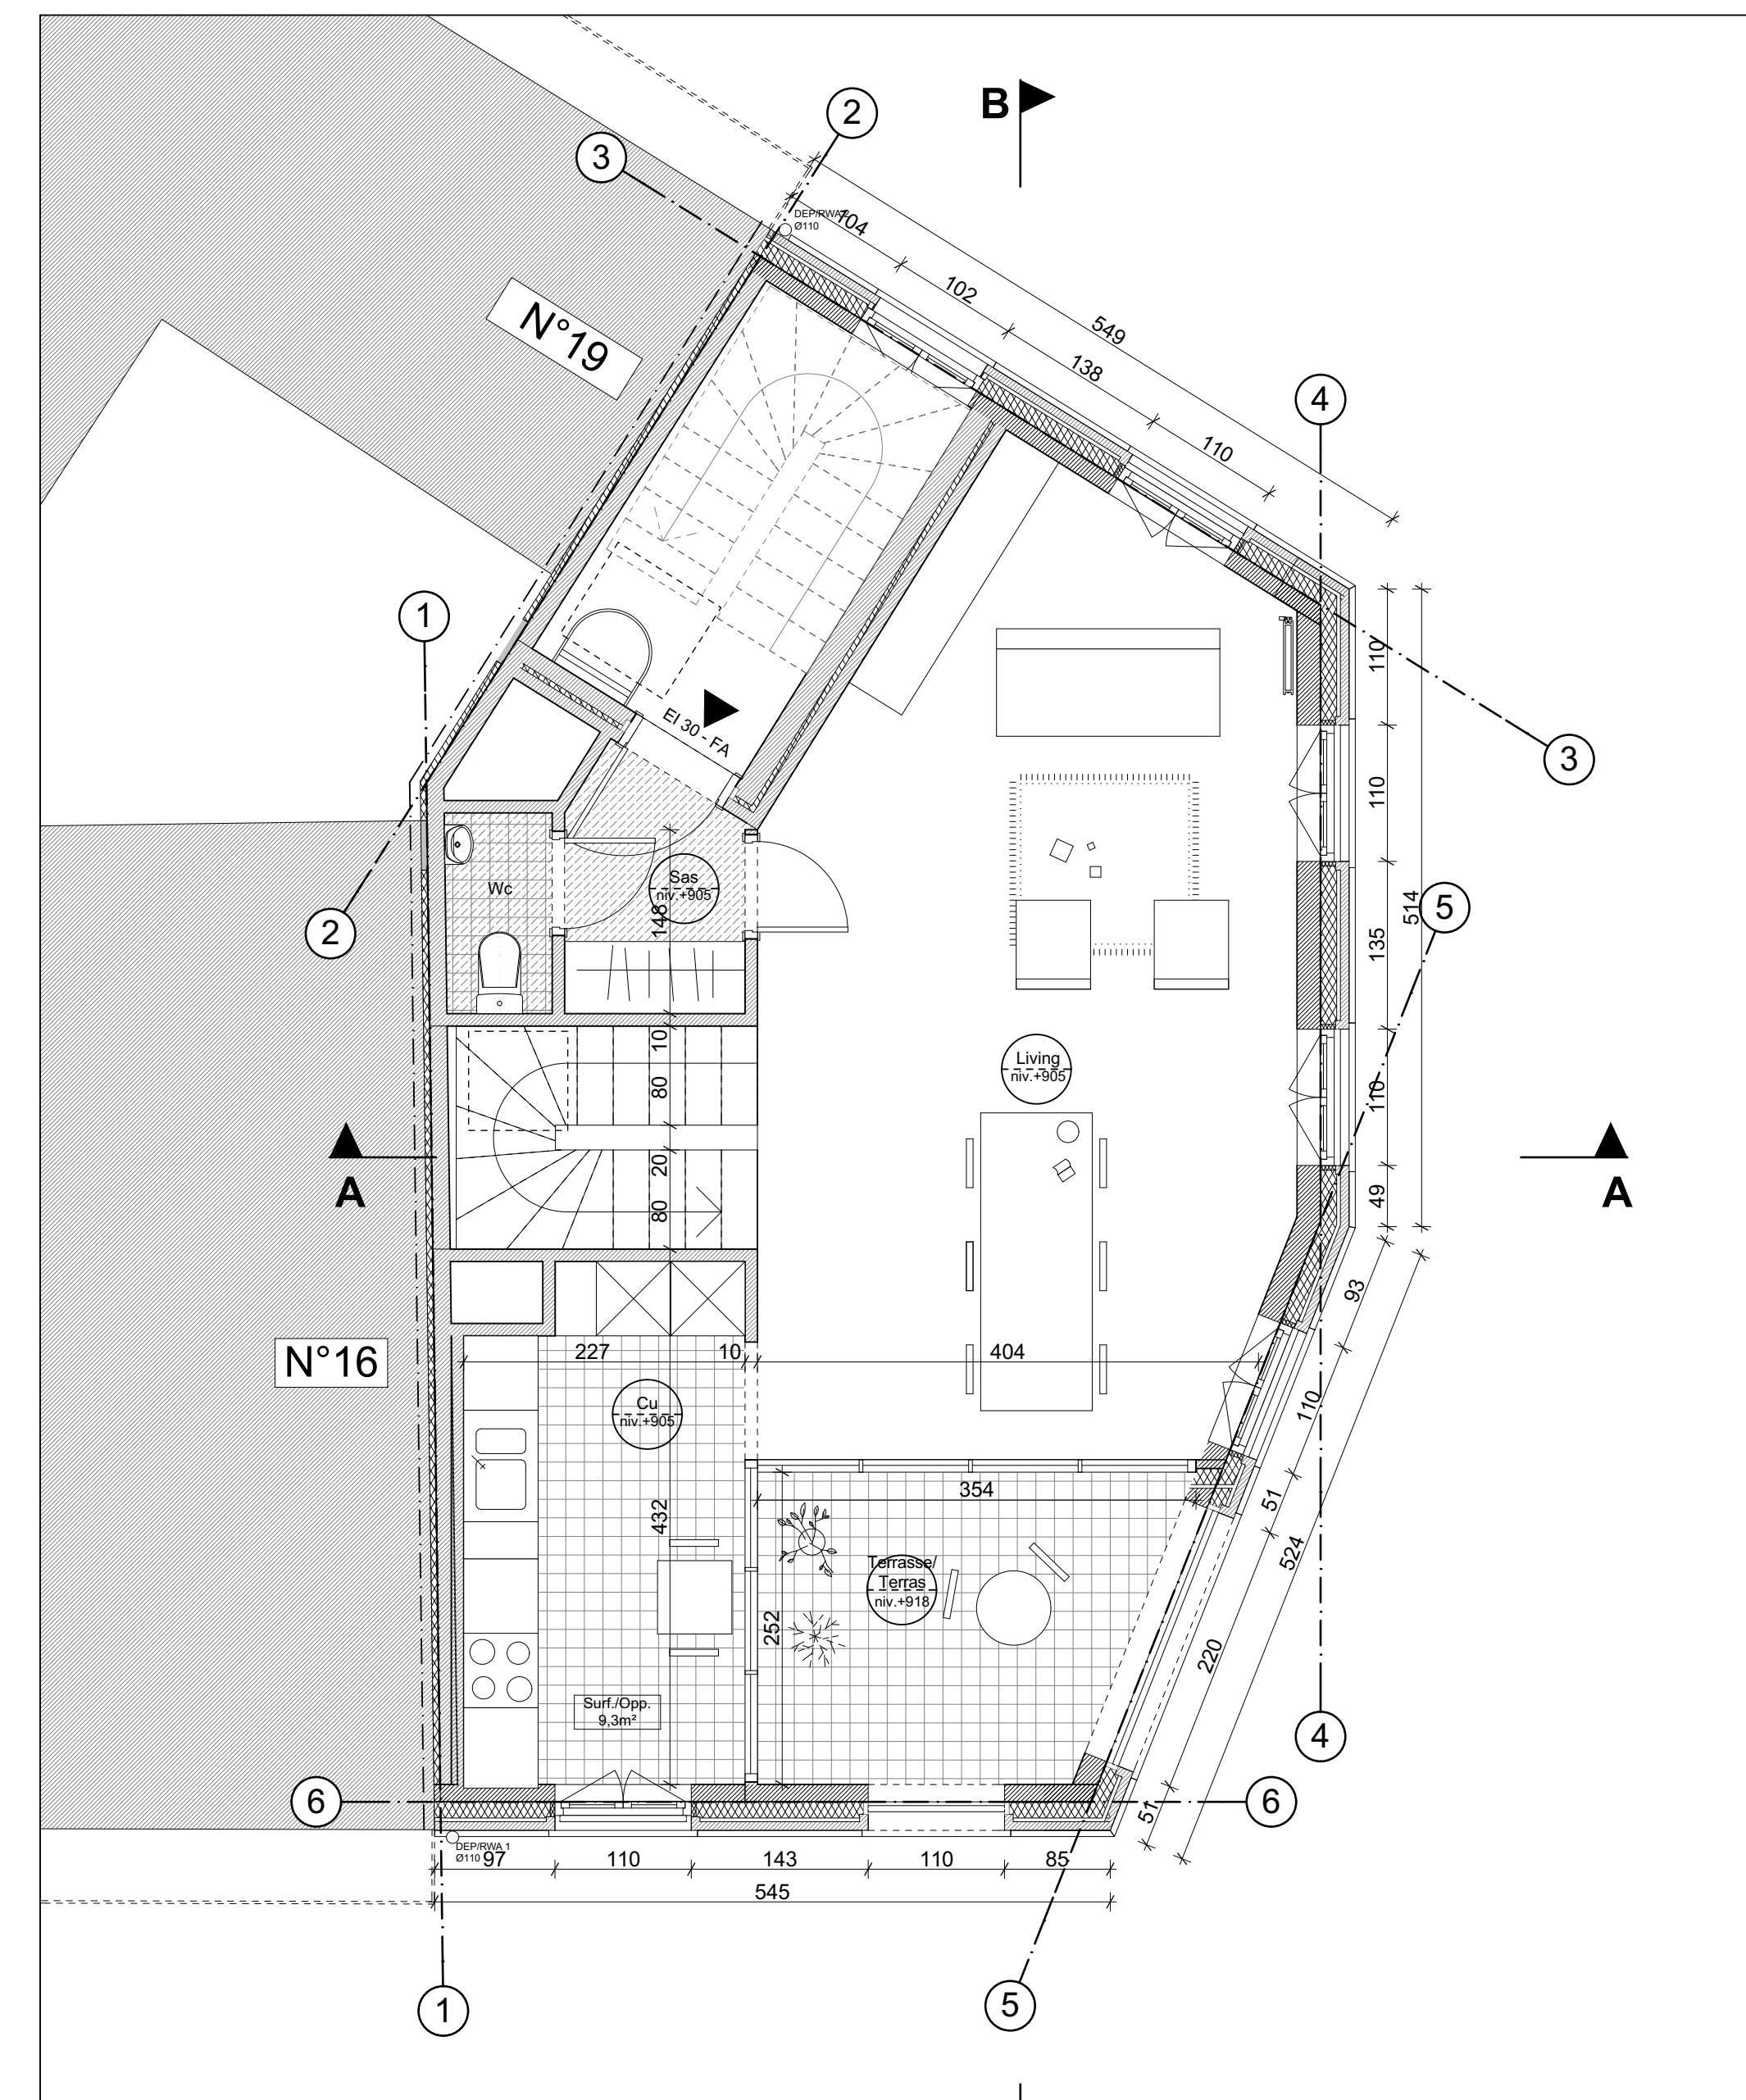 2
B
3
DEP/RWA 2
Ø110
104
102
549
N°19
138
4
110
1
EI 30 - FA
110
3
110
Sas
niv.+905
Wc
148
514
5
2
135
10
Living
niv.+905
80
110
20
A
A
49
80
93
N°16
227
10
404
Cu
niv.+905
110
354
51
432
524
Terrasse/
Terras
niv.+918
252
220
Surf./Opp.
9,3m²
4
6
6
51
DEP/RWA 1
Ø110
97
110
143
110
85
545
1
5